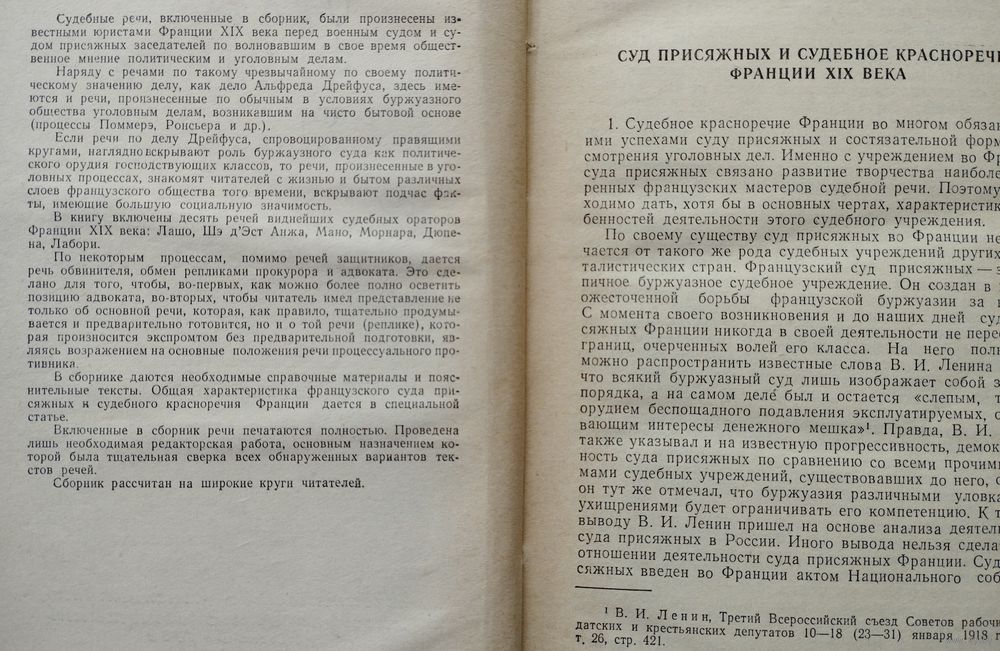 Судебные речи, включенные в сборник, были произнесены из-
вестными юристами Франции XIX века перед военным судом и су-
дом присяжных заседателей по волновавшим в свое время общест-
венное мнение политическим и уголовным делам.
Наряду с речами по такому чрезвычайному по своему полити-
ческому значению делу, как дело Альфреда Дрейфуса, здесь име-
ются и речи, произнесенные по обычным в условиях буржуазного
общества уголовным делам, возникавшим на чисто бытовой основе
(процессы Поммерэ, Ронсьера и др.).
Если речи по делу Дрейфуса, спровоцированному правящими
кругами, наглядно вскрывают роль буржуазного суда как политиче-
ского орудия господствующих классов, то речи, произнесенные в уго-
ловных процессах, знакомят читателей с жизнью и бытом различных
слоев французского общества того времени, вскрывают подчас фак-
ты, имеющие большую социальную значимость.
В книгу включены десять речей виднейших судебных ораторов
Франции XIX века: Лашо, Шэ д'Эст Анжа, Мано, Морнара, Дюпе-
на, Лабори.
По некоторым процессам, помимо речей защитников, дается
речь обвинителя, обмен репликами прокурора и адвоката. Это сде-
лано для того, чтобы, во-первых, как можно более полно осветить
позицию адвоката, во-вторых, чтобы читатель имел представление не
только об основной речи, которая, как правило, тщательно продумы-
вается и предварительно готовится, но и о той речи (реплике), кото-
рая произносится экспромтом без предварительной подготовки, яв-
ляясь возражением на основные положения речи процессуального про-
тивника.
В сборнике даются необходимые справочные материалы и пояс-
нительные тексты. Общая характеристика французского суда при-
сяжных и судебного красноречия Франции дается в специальной
статье.
Включенные в сборник речи печатаются полностью. Проведена
лишь необходимая редакторская работа, основным назначением ко-
торой была тщательная сверка всех обнаруженных вариантов тек-
стов речей.
Сборник рассчитан на широкие круги читателей.
СУД ПРИСЯЖНЫХ И СУДЕБНОЕ КРАСНОРЕЧИ
ФРАНЦИИ XIX ВЕКА
1. Судебное красноречие Франции во многом обязан
ими успехами суду присяжных и состязательной форм
смотрения уголовных дел. Именно с учреждением во Фр
суда присяжных связано развитие творчества наиболе
ренных французских мастеров судебной речи. Поэтому
ходимо дать, хотя бы в основных чертах, характеристик
бенностей деятельности этого судебного учреждения.
По своему существу суд присяжных во Франции не
чается от такого же рода судебных учреждений других
талистических стран. Французский суд присяжных —
пичное буржуазное судебное учреждение. Он создан в
ожесточенной борьбы французской буржуазии за
С момента своего возникновения и до наших дней суд
сяжных Франции никогда в своей деятельности не пере
границ, очерченных волей его класса. На него пол
можно распространить известные слова В. И. Ленина
что всякий буржуазный суд лишь изображает собой з
порядка, а на самом деле был и остается «слепым, т
орудием беспощадного подавления эксплуатируемых, о
вающим интересы денежного мешка»¹. Правда, В. И.
также указывал и на известную прогрессивность, демок
ность суда присяжных по сравнению со всеми прочим
мами судебных учреждений, существовавших до него, о
он тут же отмечал, что буржуазия различными уловка
ухищрениями будет ограничивать его компетенцию. К т
выводу В. И. Ленин пришел на основе анализа деятел
суда присяжных в России. Иного вывода нельзя сдела
отношении деятельности суда присяжных Франции. Суд
сяжных введен во Франции актом Национального соб
¹ В. И. Ленин, Третий Всероссийский съезд Советов рабочи
датских и крестьянских депутатов 10—18 (23—31) января 1918 г
т. 26, стр. 421.